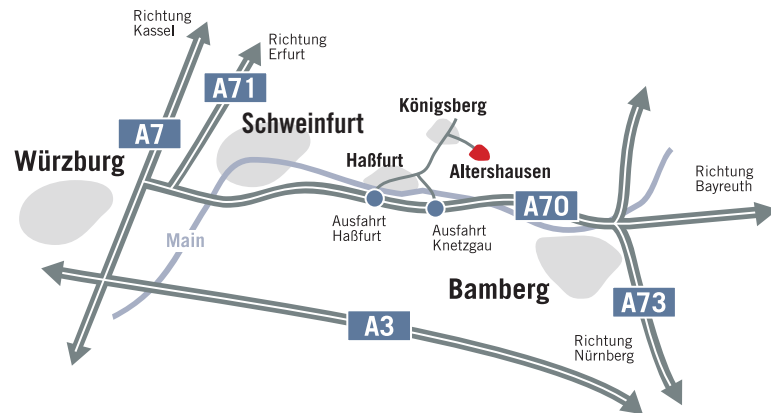 Richtung
Kassel
Richtung
Erfurt
A71
A7
Königsberg
Schweinfurt
Würzburg
Haßfurt
Altershausen
Richtung
Bayreuth
A70
Ausfahrt
Haßfurt
Ausfahrt
Knetzgau
Main
Bamberg
A73
A3
Richtung
Nürnberg